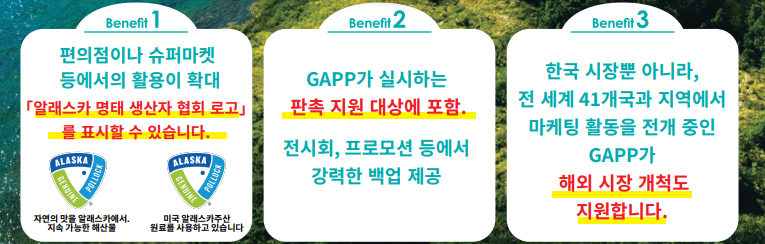 Benefit 1
편의점이나 슈퍼마켓
등에서의 활용이 확대
「알래스카 명태 생산자 협회 로고」
를 표시할 수 있습니다.
ALASKA
GENUINE
POLLOCK
자연의 맛을 알래스카에서.
지속 가능한 해산물
ALASKA
GENUINE
POLLOCK
미국 알래스카주산
원료를 사용하고 있습니다
Benefit 2
GAPP가 실시하는
판촉 지원 대상에 포함.
전시회, 프로모션 등에서
강력한 백업 제공
Benefit 3
한국 시장뿐 아니라,
전 세계 41개국과 지역에서
마케팅 활동을 전개 중인
GAPP가
해외 시장 개척도
지원합니다.